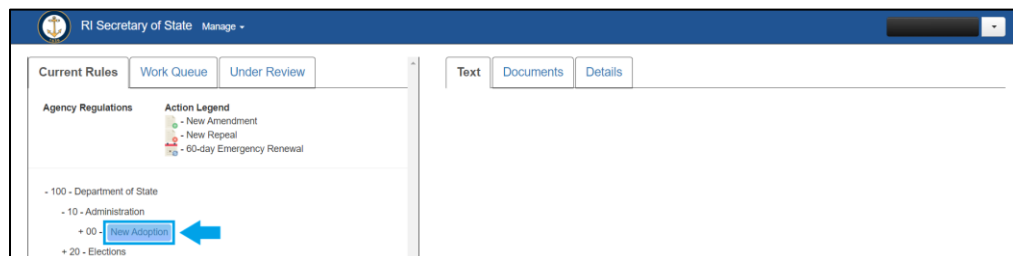 RI Secretary of State Manage
Current Rules Work Queue Under Review
Text Documents Details
Agency Regulations Action Legend
- New Amendment
- New Repeal
- 60-day Emergency Renewal
- 100 - Department of State
- 10 - Administration
+ 00 - New Adoption
+ 20 - Elections